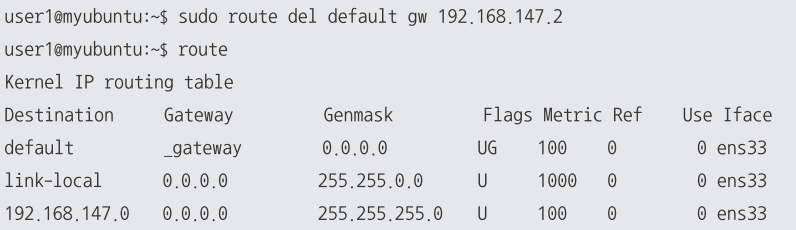 user1@myubuntu:~$ sudo route del default gw 192.168.147.2
user1@myubuntu:~$ route
Kernel IP routing table
Destination Gateway Genmask Flags Metric Ref Use Iface
default _gateway 0.0.0.0 UG 100 0 0 ens33
link-local 0.0.0.0 255.255.0.0 U 1000 0 0 ens33
192.168.147.0 0.0.0.0 255.255.255.0 U 100 0 0 ens33